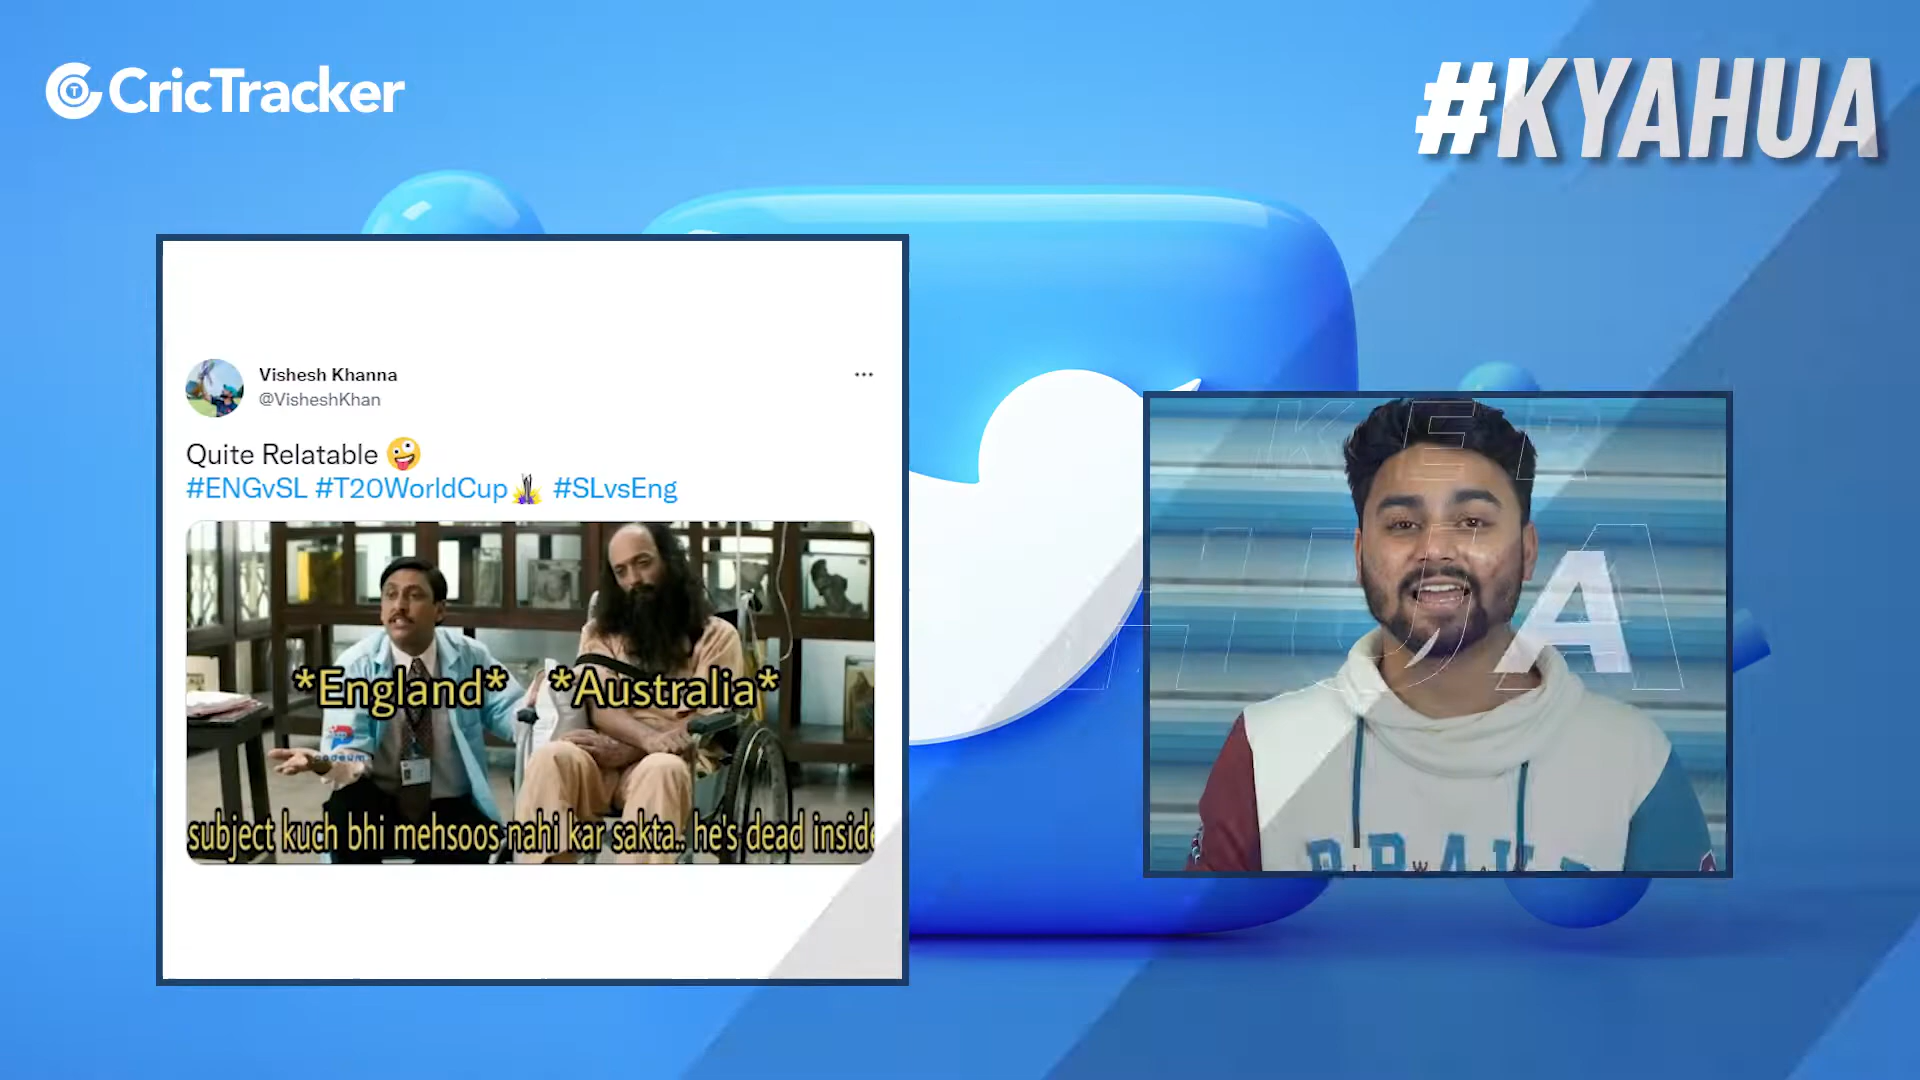 CricTracker
#KYAHUA
Vishesh Khanna
@VisheshKhan
Quite Relatable 🤪
#ENGvSL #T20WorldCup #SLvsEng
*England* *Australia*
subject kuch bhi mehsoos nahi kar sakta.. he's dead inside
A